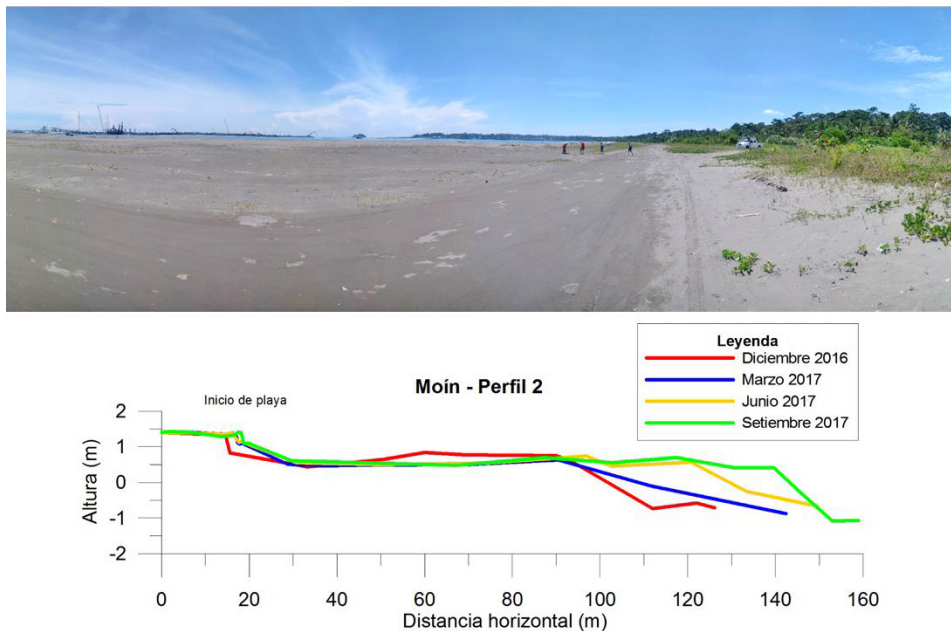 Leyenda
Diciembre 2016
Marzo 2017
Junio 2017
Setiembre 2017
Moín - Perfil 2
Inicio de playa
Altura (m)
2
1
0
-1
-2
0
20
40
60
80
100
120
140
160
Distancia horizontal (m)